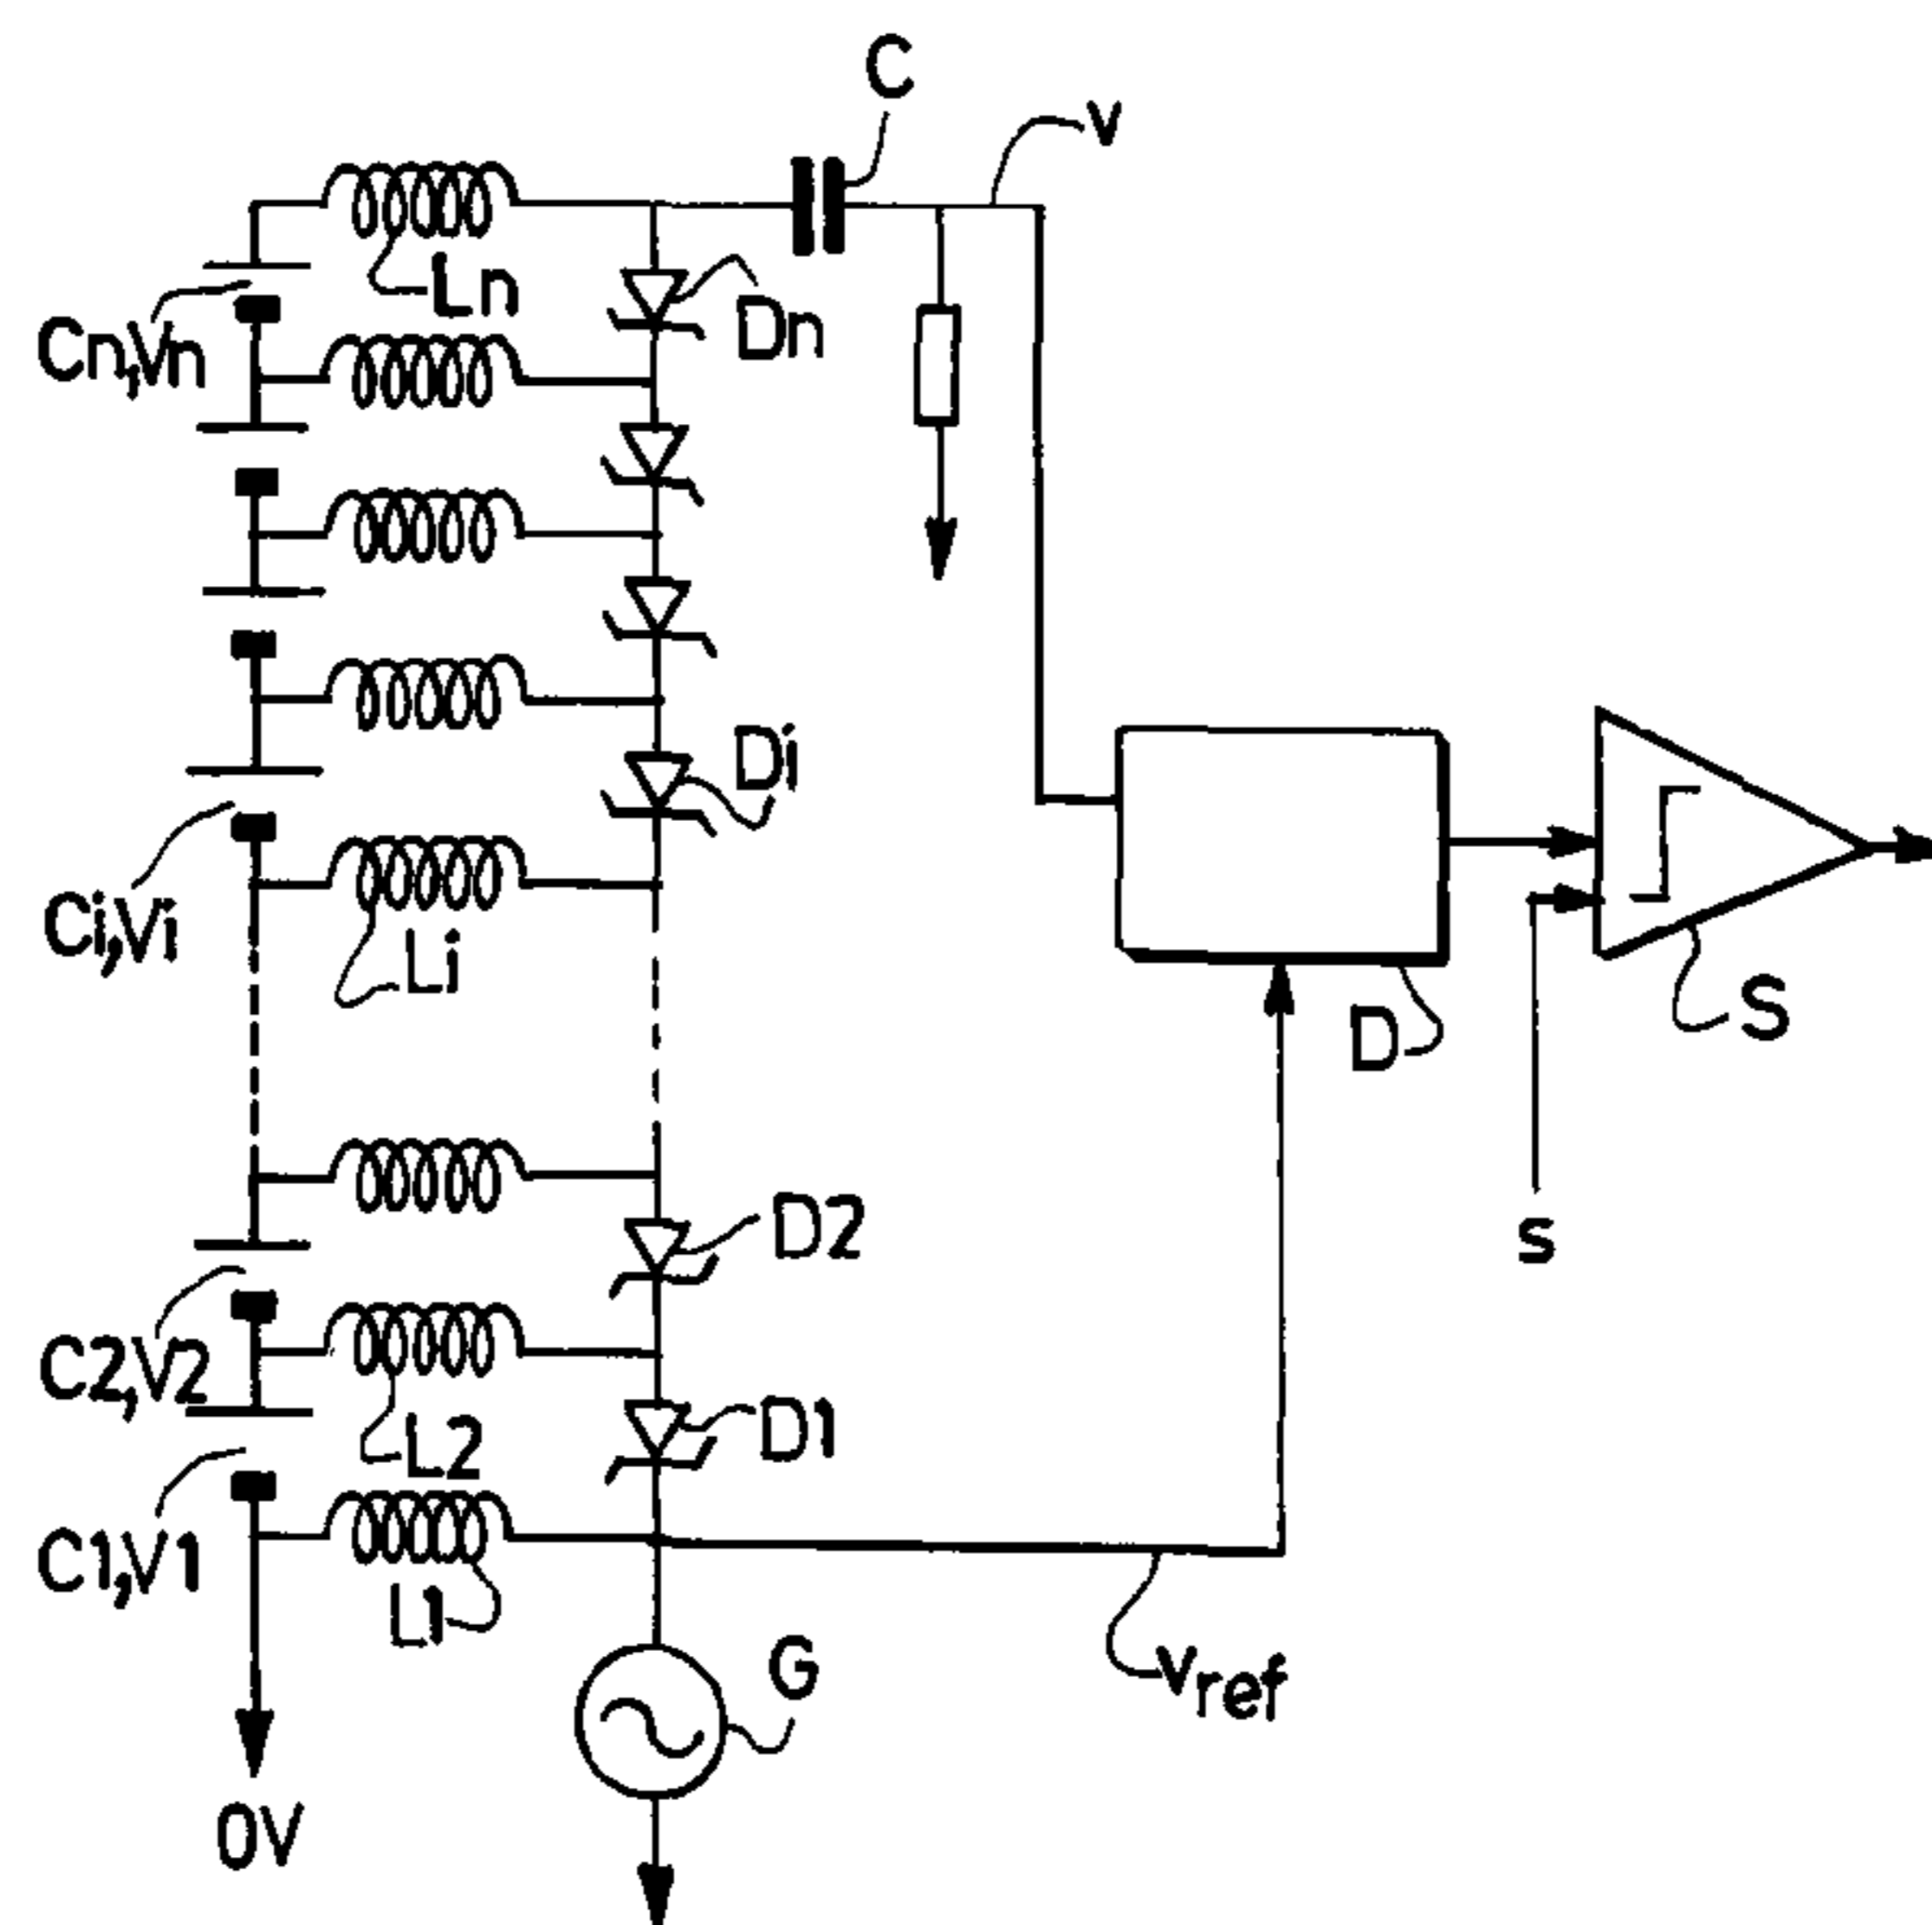 C
v
Ln
Dn
Cn,Vn
Di
Ci,Vi
Li
D
S
D2
s
C2,V2
D1
L2
C1,V1
L1
G
vref
0V